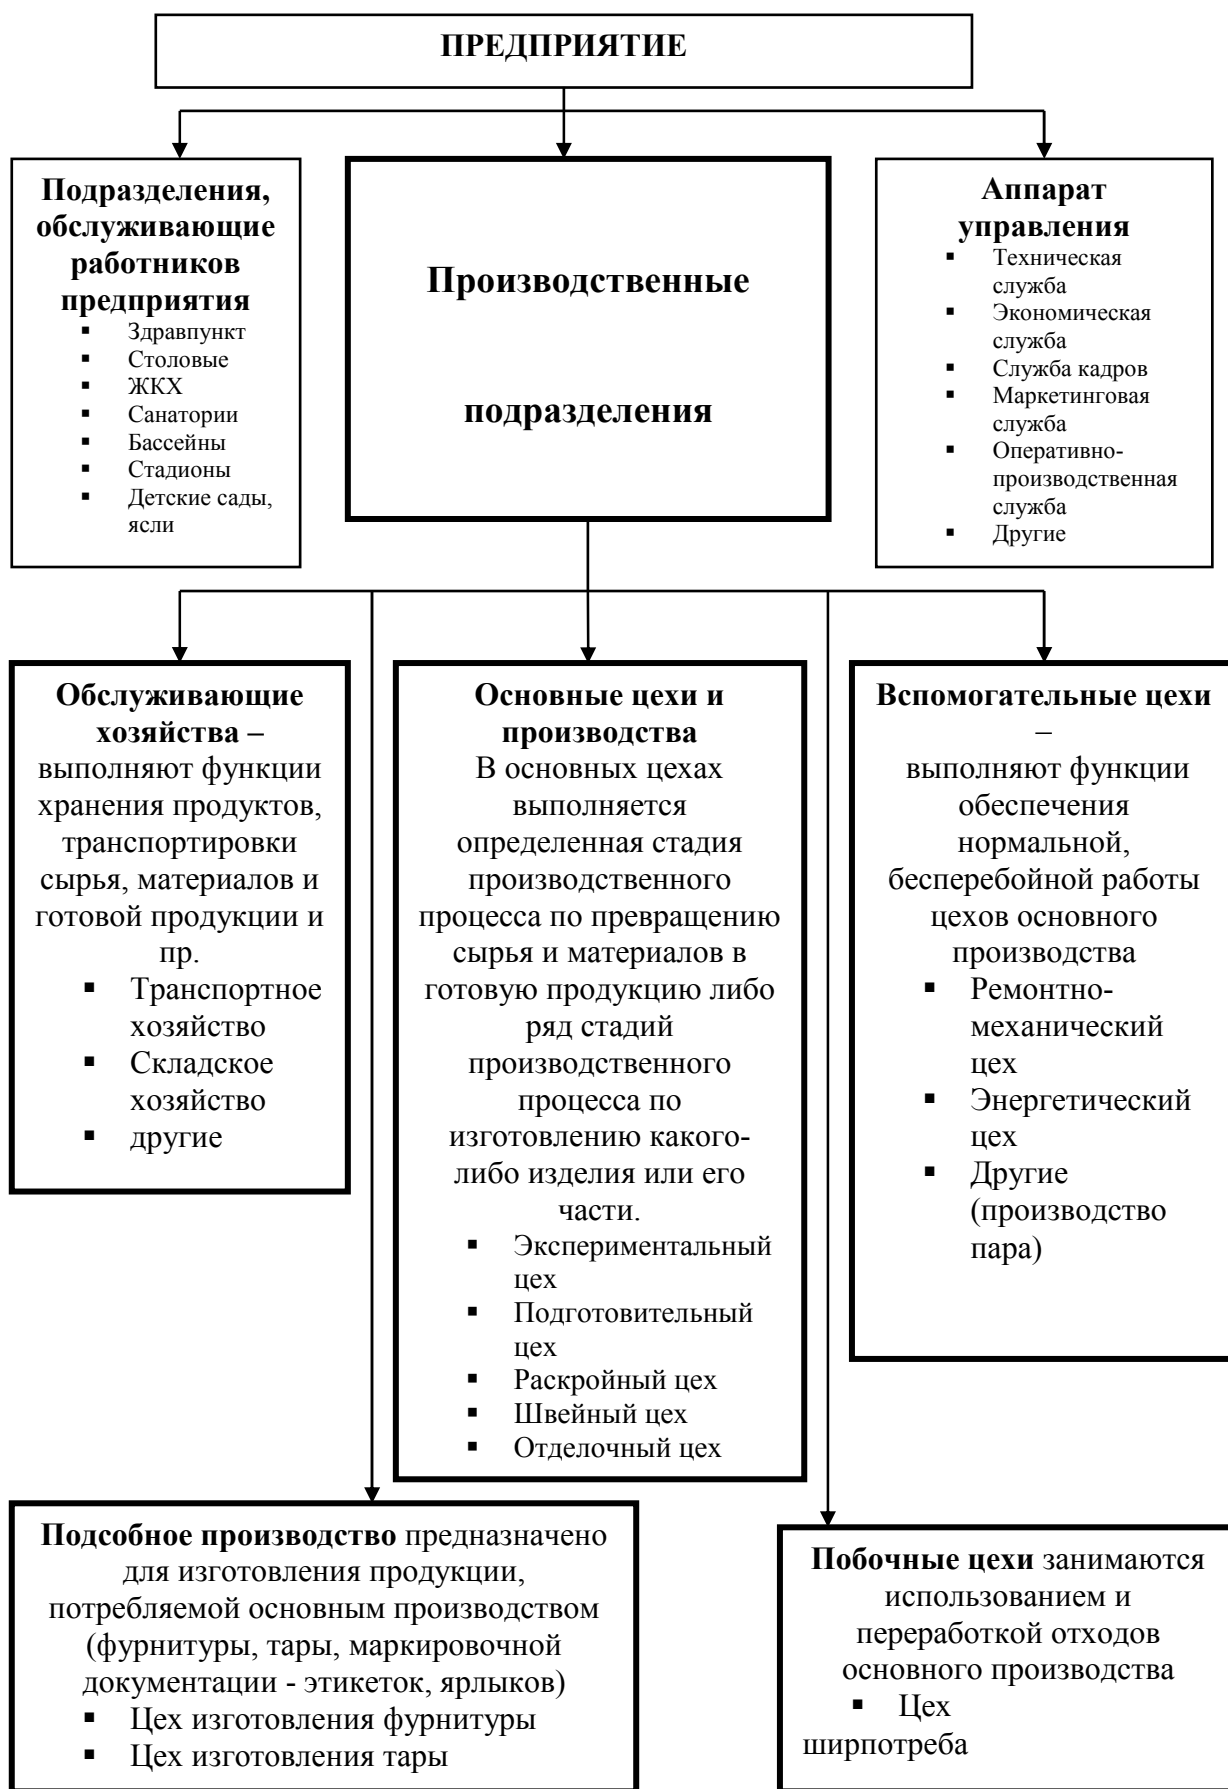 ПРЕДПРИЯТИЕ
Подразделения,
обслуживающие
работников
предприятия
▪ Здравпункт
▪ Столовые
▪ ЖКХ
▪ Санатории
▪ Бассейны
▪ Стадионы
▪ Детские сады,
ясли
Производственные
подразделения
Аппарат
управления
▪ Техническая
служба
▪ Экономическая
служба
▪ Служба кадров
▪ Маркетинговая
служба
▪ Оперативно-
производственная
служба
▪ Другие
Обслуживающие
хозяйства –
выполняют функции
хранения продуктов,
транспортировки
сырья, материалов и
готовой продукции и
пр.
▪ Транспортное
хозяйство
▪ Складское
хозяйство
▪ другие
Основные цехи и
производства
В основных цехах
выполняется
определенная стадия
производственного
процесса по превращению
сырья и материалов в
готовую продукцию либо
ряд стадий
производственного
процесса по
изготовлению какого-
либо изделия или его
части.
▪ Экспериментальный
цех
▪ Подготовительный
цех
▪ Раскройный цех
▪ Швейный цех
▪ Отделочный цех
Вспомогательные цехи
–
выполняют функции
обеспечения
нормальной,
бесперебойной работы
цехов основного
производства
▪ Ремонтно-
механический
цех
▪ Энергетический
цех
▪ Другие
(производство
пара)
Подсобное производство предназначено
для изготовления продукции,
потребляемой основным производством
(фурнитуры, тары, маркировочной
документации - этикеток, ярлыков)
▪ Цех изготовления фурнитуры
▪ Цех изготовления тары
Побочные цехи занимаются
использованием и
переработкой отходов
основного производства
▪ Цех
ширпотреба